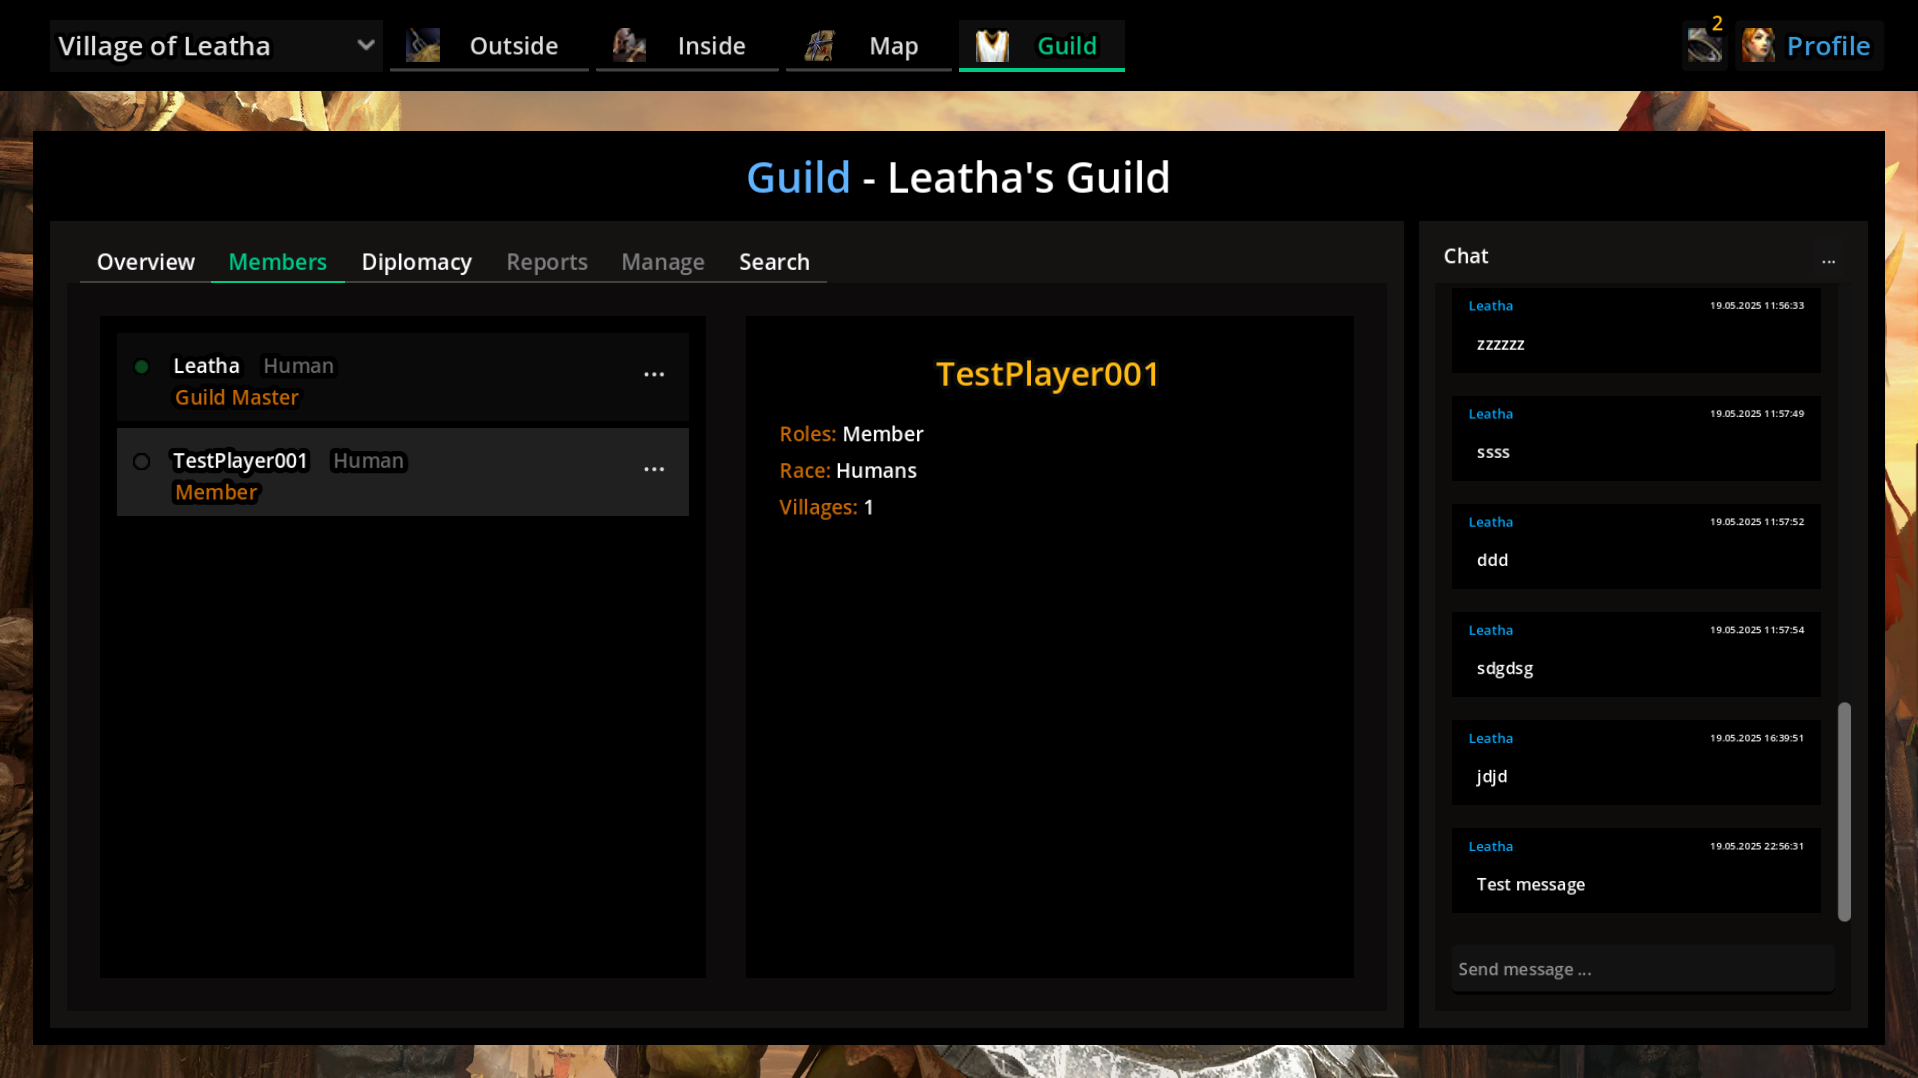 Village of Leatha
Outside
Inside
Map
Guild
2
Profile
Guild - Leatha's Guild
Overview
Members
Diplomacy
Reports
Manage
Search
Leatha Human
...
Guild Master
TestPlayer001 Human
...
Member
TestPlayer001
Roles: Member
Race: Humans
Villages: 1
Chat
...
Leatha 19.05.2025 11:56:33
zzzzzz
Leatha 19.05.2025 11:57:49
ssss
Leatha 19.05.2025 11:57:52
ddd
Leatha 19.05.2025 11:57:54
sdgdsg
Leatha 19.05.2025 16:39:51
jdjd
Leatha 19.05.2025 22:56:31
Test message
Send message ...